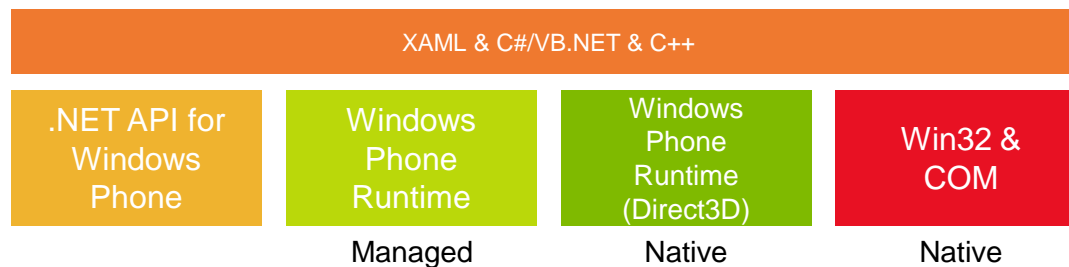 XAML & C#/VB.NET & C++
.NET API for
Windows
Phone
Windows
Phone
Runtime
Windows
Phone
Runtime
(Direct3D)
Win32 &
COM
Managed
Native
Native